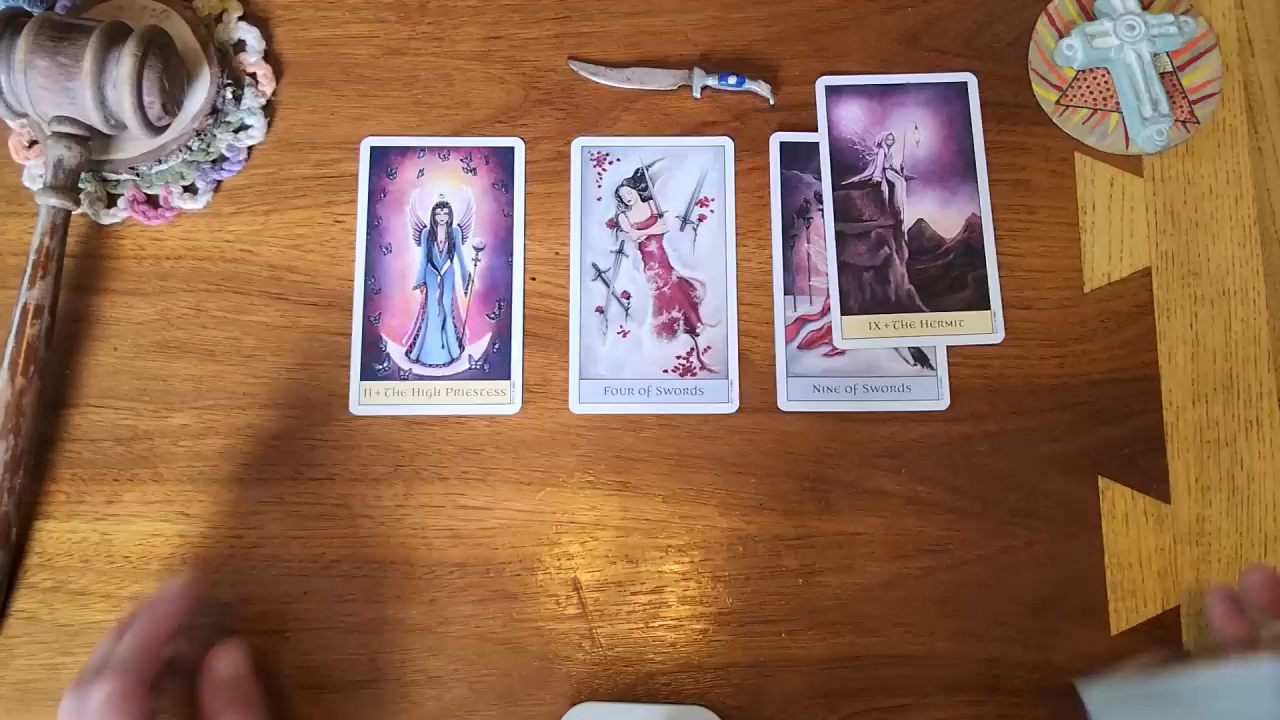 II + The High Priestess
Four of Swords
Nine of Swords
IX + The Hermit